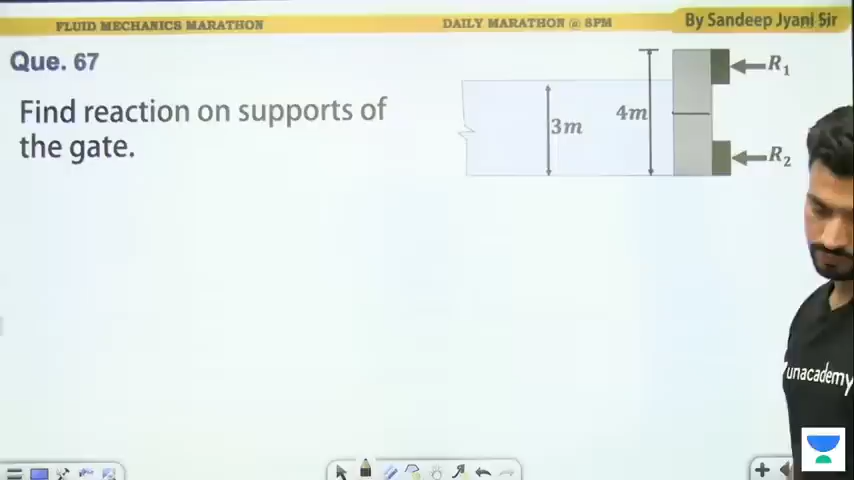 FLUID MECHANICS MARATHON
DAILY MARATHON @ 8PM
By Sandeep Jyani Sir
Que. 67
Find reaction on supports of
the gate.
3m
4m
R1
R2
unacademy